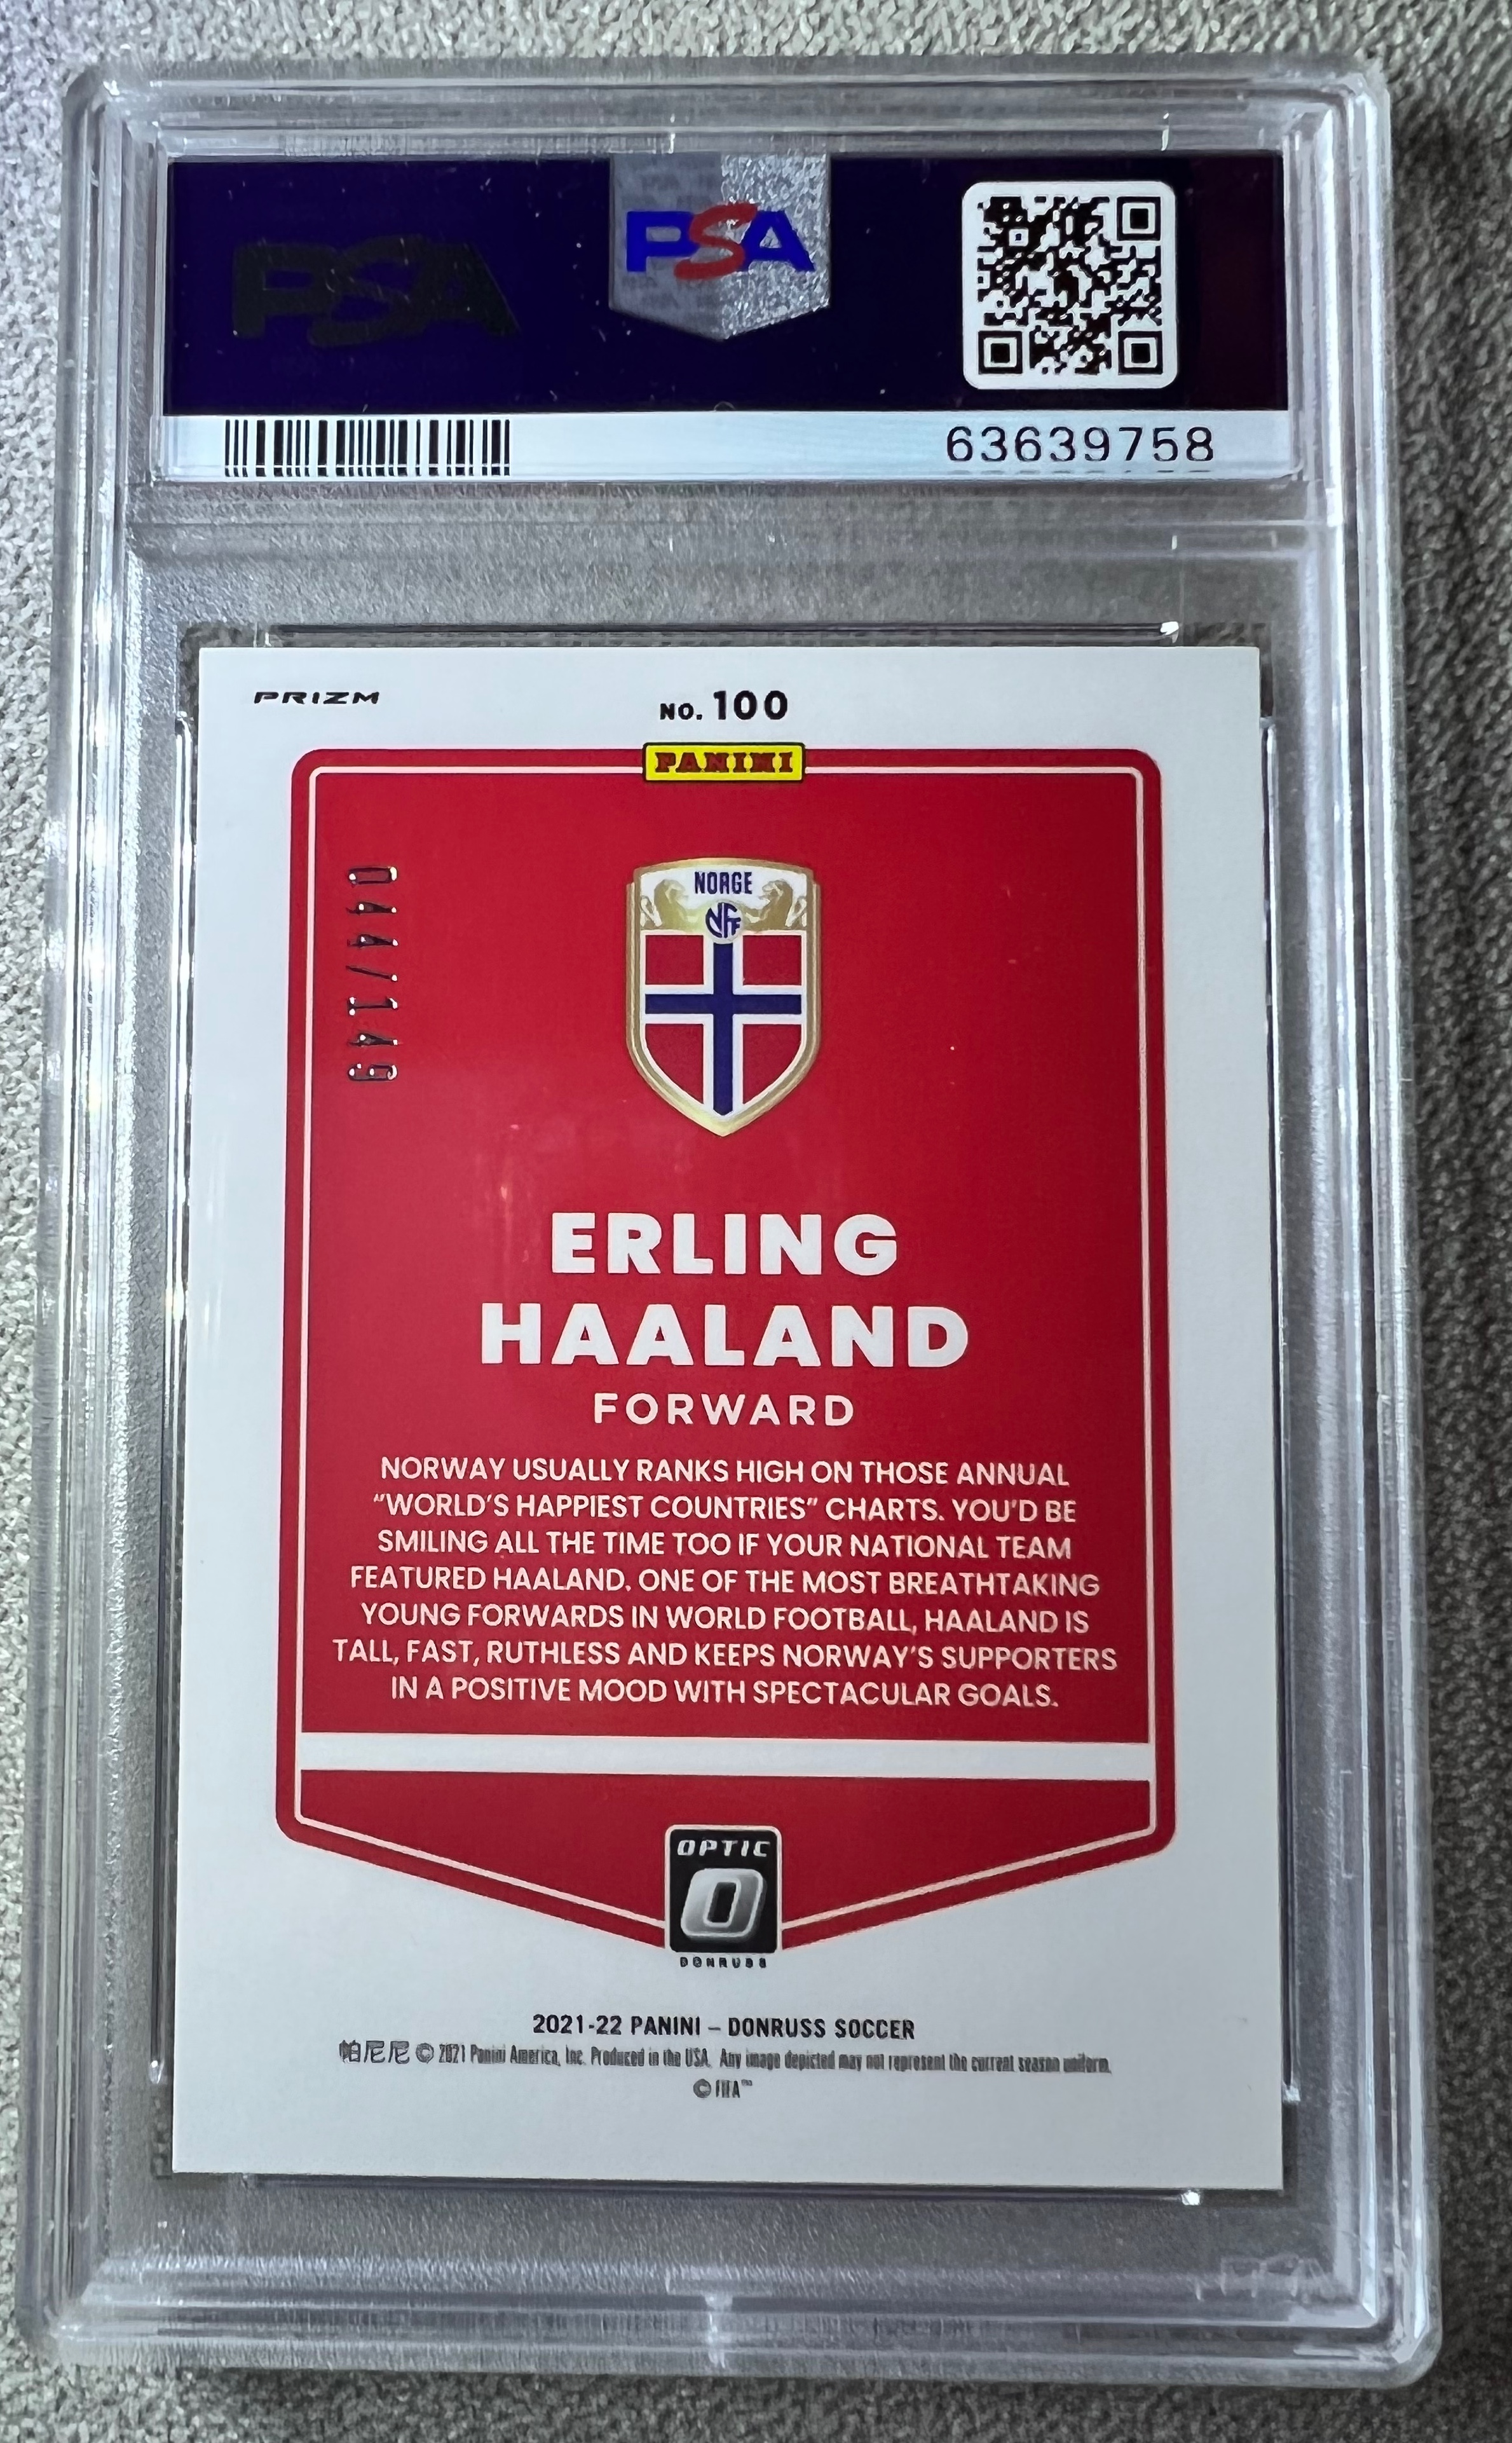 PSA
PSA
63639758
PRIZM
NO. 100
PANINI
044/149
NORGE
NFF
ERLING
HAALAND
FORWARD
NORWAY USUALLY RANKS HIGH ON THOSE ANNUAL
“WORLD’S HAPPIEST COUNTRIES” CHARTS. YOU’D BE
SMILING ALL THE TIME TOO IF YOUR NATIONAL TEAM
FEATURED HAALAND. ONE OF THE MOST BREATHTAKING
YOUNG FORWARDS IN WORLD FOOTBALL, HAALAND IS
TALL, FAST, RUTHLESS AND KEEPS NORWAY’S SUPPORTERS
IN A POSITIVE MOOD WITH SPECTACULAR GOALS.
OPTIC
O
DONRUSS
2021-22 PANINI – DONRUSS SOCCER
帕尼尼 © 2021 Panini America, Inc. Produced in the USA. Any image depicted may not represent the current season uniform.
© FIFA™